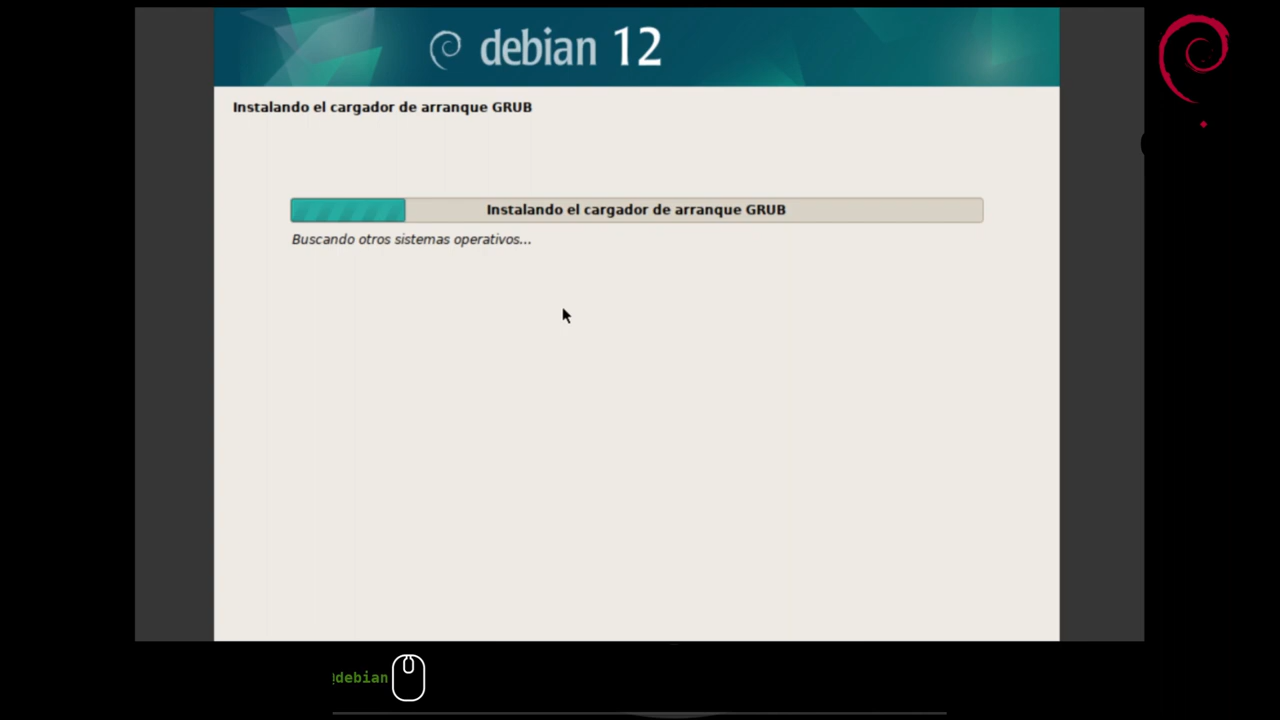 debian 12
Instalando el cargador de arranque GRUB
Instalando el cargador de arranque GRUB
Buscando otros sistemas operativos...
@debian